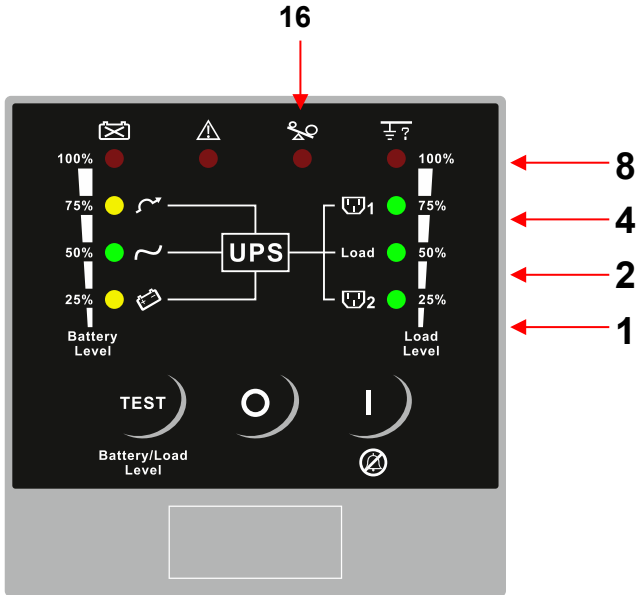 16
?
100% 100%
8
75% 1 75%
4
50% UPS Load 50%
2
25% 2 25%
1
Battery Level
Load Level
TEST O I
Battery/Load
Level